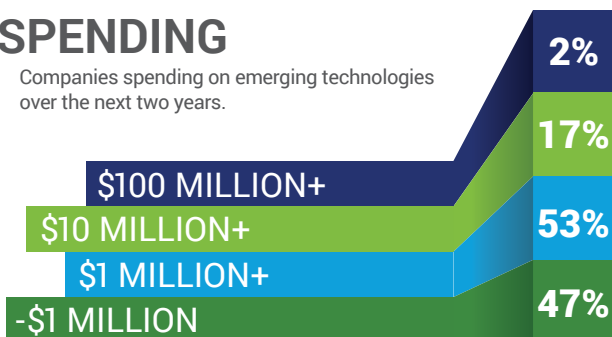 SPENDING
Companies spending on emerging technologies
over the next two years.
2%
17%
$100 MILLION+
$10 MILLION+
53%
$1 MILLION+
47%
-$1 MILLION